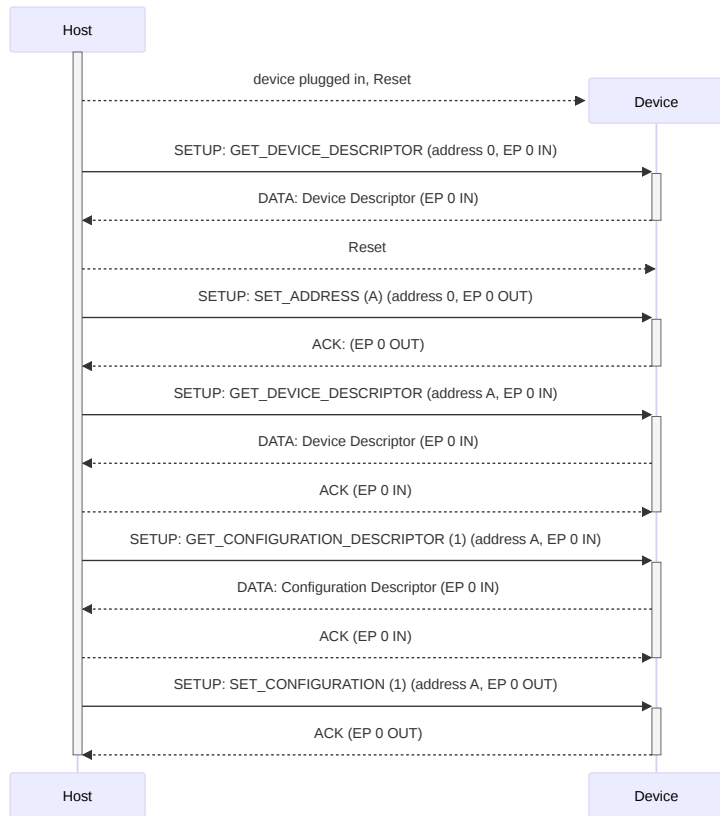 Host
device plugged in, Reset
Device
SETUP: GET_DEVICE_DESCRIPTOR (address 0, EP 0 IN)
DATA: Device Descriptor (EP 0 IN)
Reset
SETUP: SET_ADDRESS (A) (address 0, EP 0 OUT)
ACK: (EP 0 OUT)
SETUP: GET_DEVICE_DESCRIPTOR (address A, EP 0 IN)
DATA: Device Descriptor (EP 0 IN)
ACK (EP 0 IN)
SETUP: GET_CONFIGURATION_DESCRIPTOR (1) (address A, EP 0 IN)
DATA: Configuration Descriptor (EP 0 IN)
ACK (EP 0 IN)
SETUP: SET_CONFIGURATION (1) (address A, EP 0 OUT)
ACK (EP 0 OUT)
Host
Device